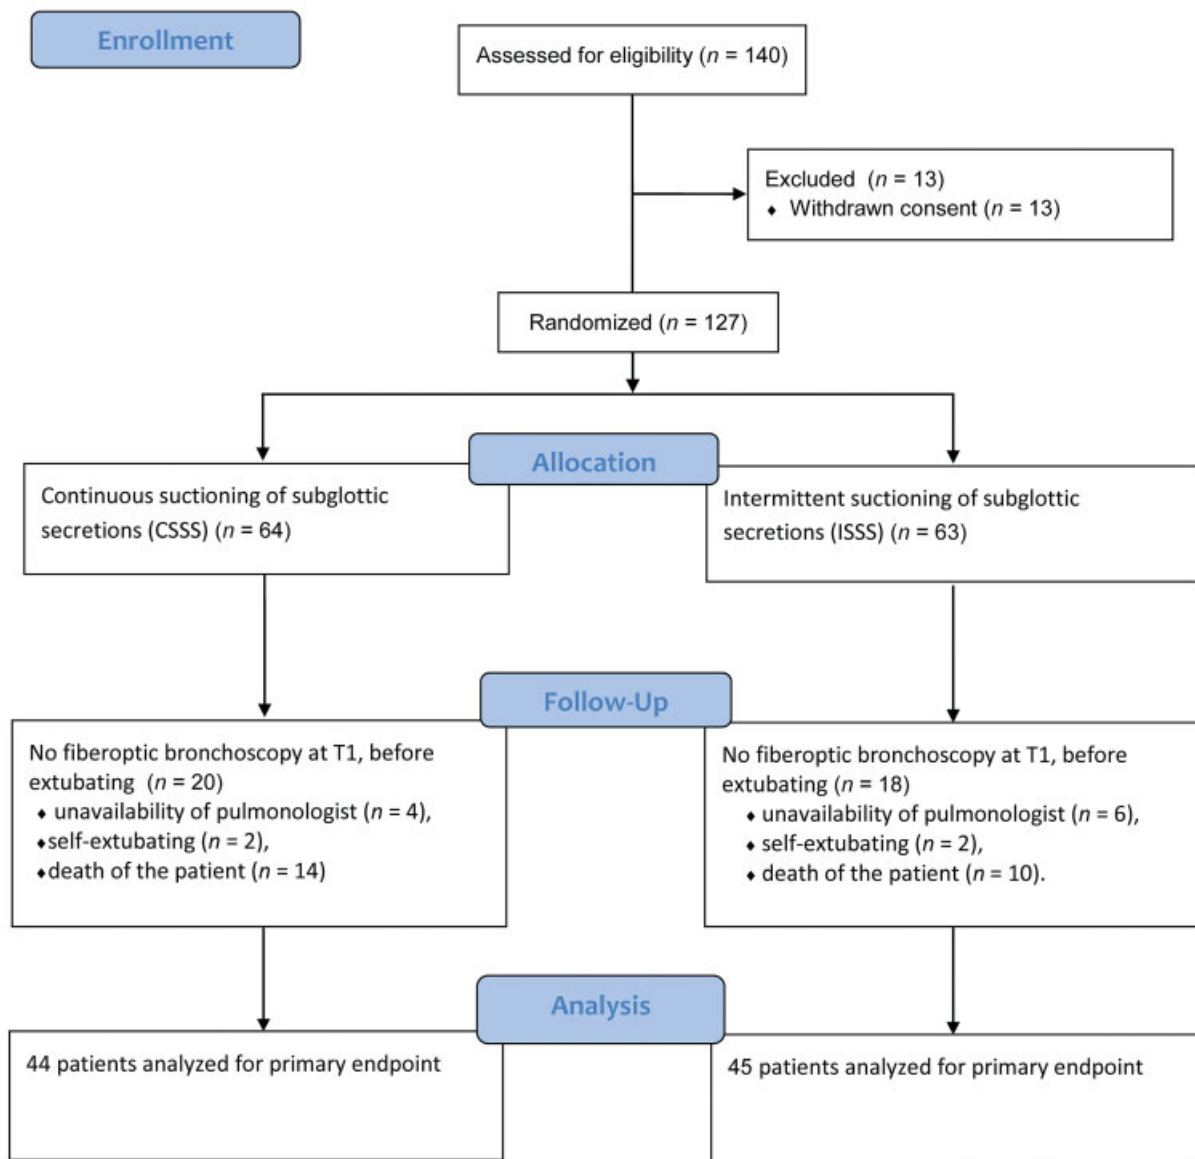 Enrollment
Assessed for eligibility (n = 140)
Excluded (n = 13)
♦ Withdrawn consent (n = 13)
Randomized (n = 127)
Allocation
Continuous suctioning of subglottic
secretions (CSSS) (n = 64)
Intermittent suctioning of subglottic
secretions (ISSS) (n = 63)
Follow-Up
No fiberoptic bronchoscopy at T1, before
extubating (n = 20)
♦ unavailability of pulmonologist (n = 4),
♦self-extubating (n = 2),
♦death of the patient (n = 14)
No fiberoptic bronchoscopy at T1, before
extubating (n = 18)
♦ unavailability of pulmonologist (n = 6),
♦ self-extubating (n = 2),
♦ death of the patient (n = 10).
Analysis
44 patients analyzed for primary endpoint
45 patients analyzed for primary endpoint